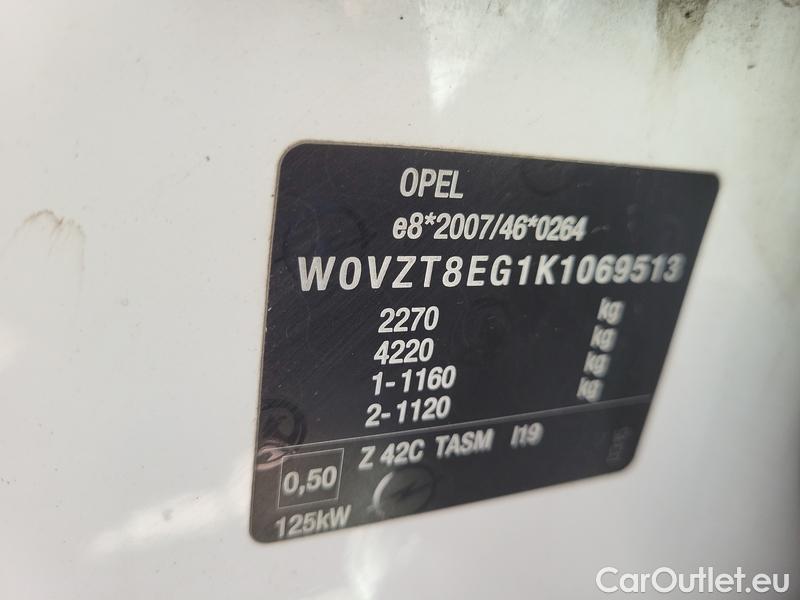 OPEL
e8*2007/46*0264
W0VZT8EG1K1069513
2270 kg
4220 kg
1-1160 kg
2-1120 kg
Z 42C TASM I19
0,50
125kW
CarOutlet.eu